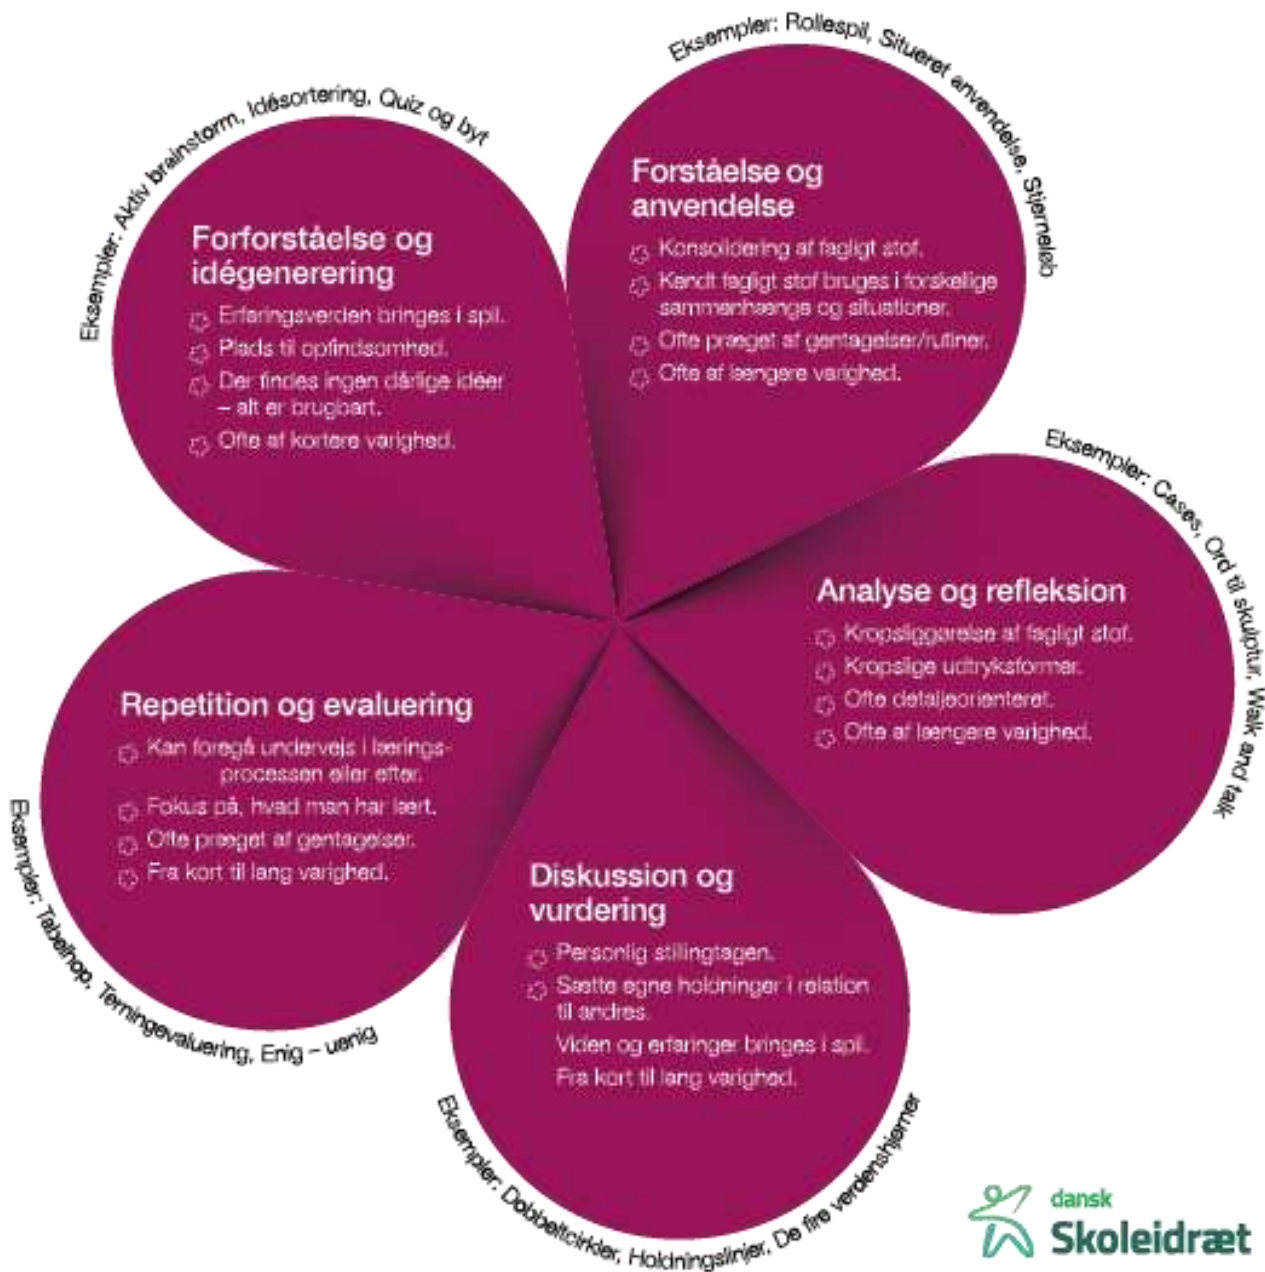 Eksempler: Aktiv brainstorm, Idésortering, Quiz og byt
Forforståelse og
idégenerering
Erfaringsverden bringes i spil.
Plads til opfindsomhed.
Der findes ingen dårlige idéer
– alt er brugbart.
Ofte af kortere varighed.
Eksempler: Rollespil, Situeret anvendelse, Stjerneløb
Forståelse og
anvendelse
Konsolidering af fagligt stof.
Kendt fagligt stof bruges i forskellige
sammenhænge og situationer.
Ofte præget af gentagelser/rutiner.
Ofte af længere varighed.
Eksempler: Cases, Ord til skulptur, Walk and talk
Analyse og refleksion
Kropsliggørelse af fagligt stof.
Kropslige udtryksformer.
Ofte detaljeorienteret.
Ofte af længere varighed.
Diskussion og
vurdering
Personlig stillingtagen.
Sætte egne holdninger i relation
til andres.
Viden og erfaringer bringes i spil.
Fra kort til lang varighed.
Eksempler: Dobbeltcirkler, Holdningslinjer, De fire verdenshjørner
Repetition og evaluering
Kan foregå undervejs i lærings-
processen eller efter.
Fokus på, hvad man har lært.
Ofte præget af gentagelser.
Fra kort til lang varighed.
Eksempler: Tabelhop, Terningevaluering, Enig – uenig
dansk
Skoleidræt